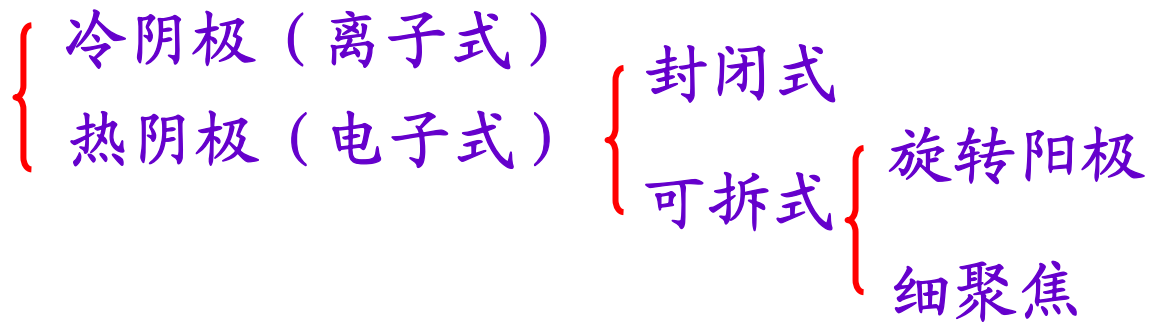 冷阴极（离子式）
热阴极（电子式）
封闭式
可拆式
旋转阳极
细聚焦